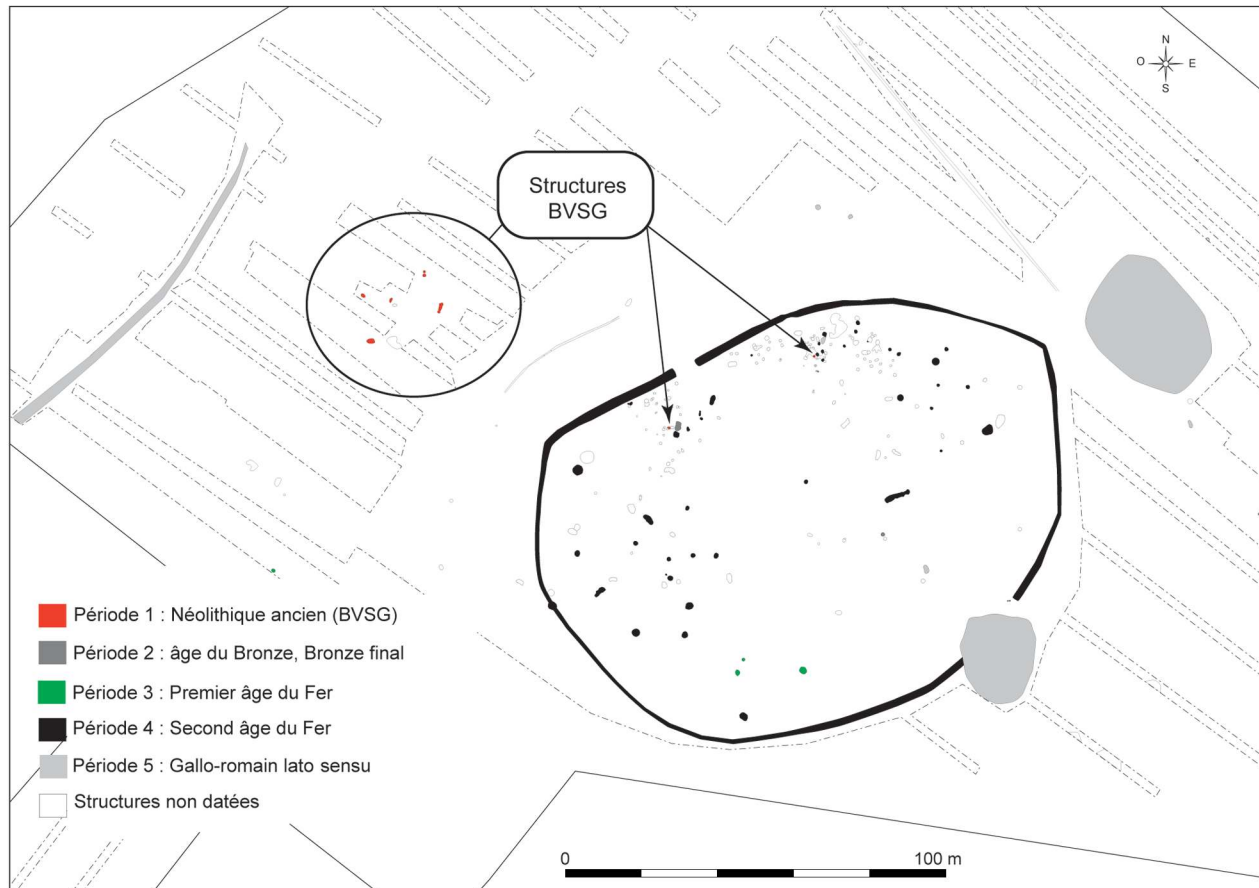 N
O E
S
Structures
BVSG
Période 1 : Néolithique ancien (BVSG)
Période 2 : âge du Bronze, Bronze final
Période 3 : Premier âge du Fer
Période 4 : Second âge du Fer
Période 5 : Gallo-romain lato sensu
Structures non datées
0 100 m